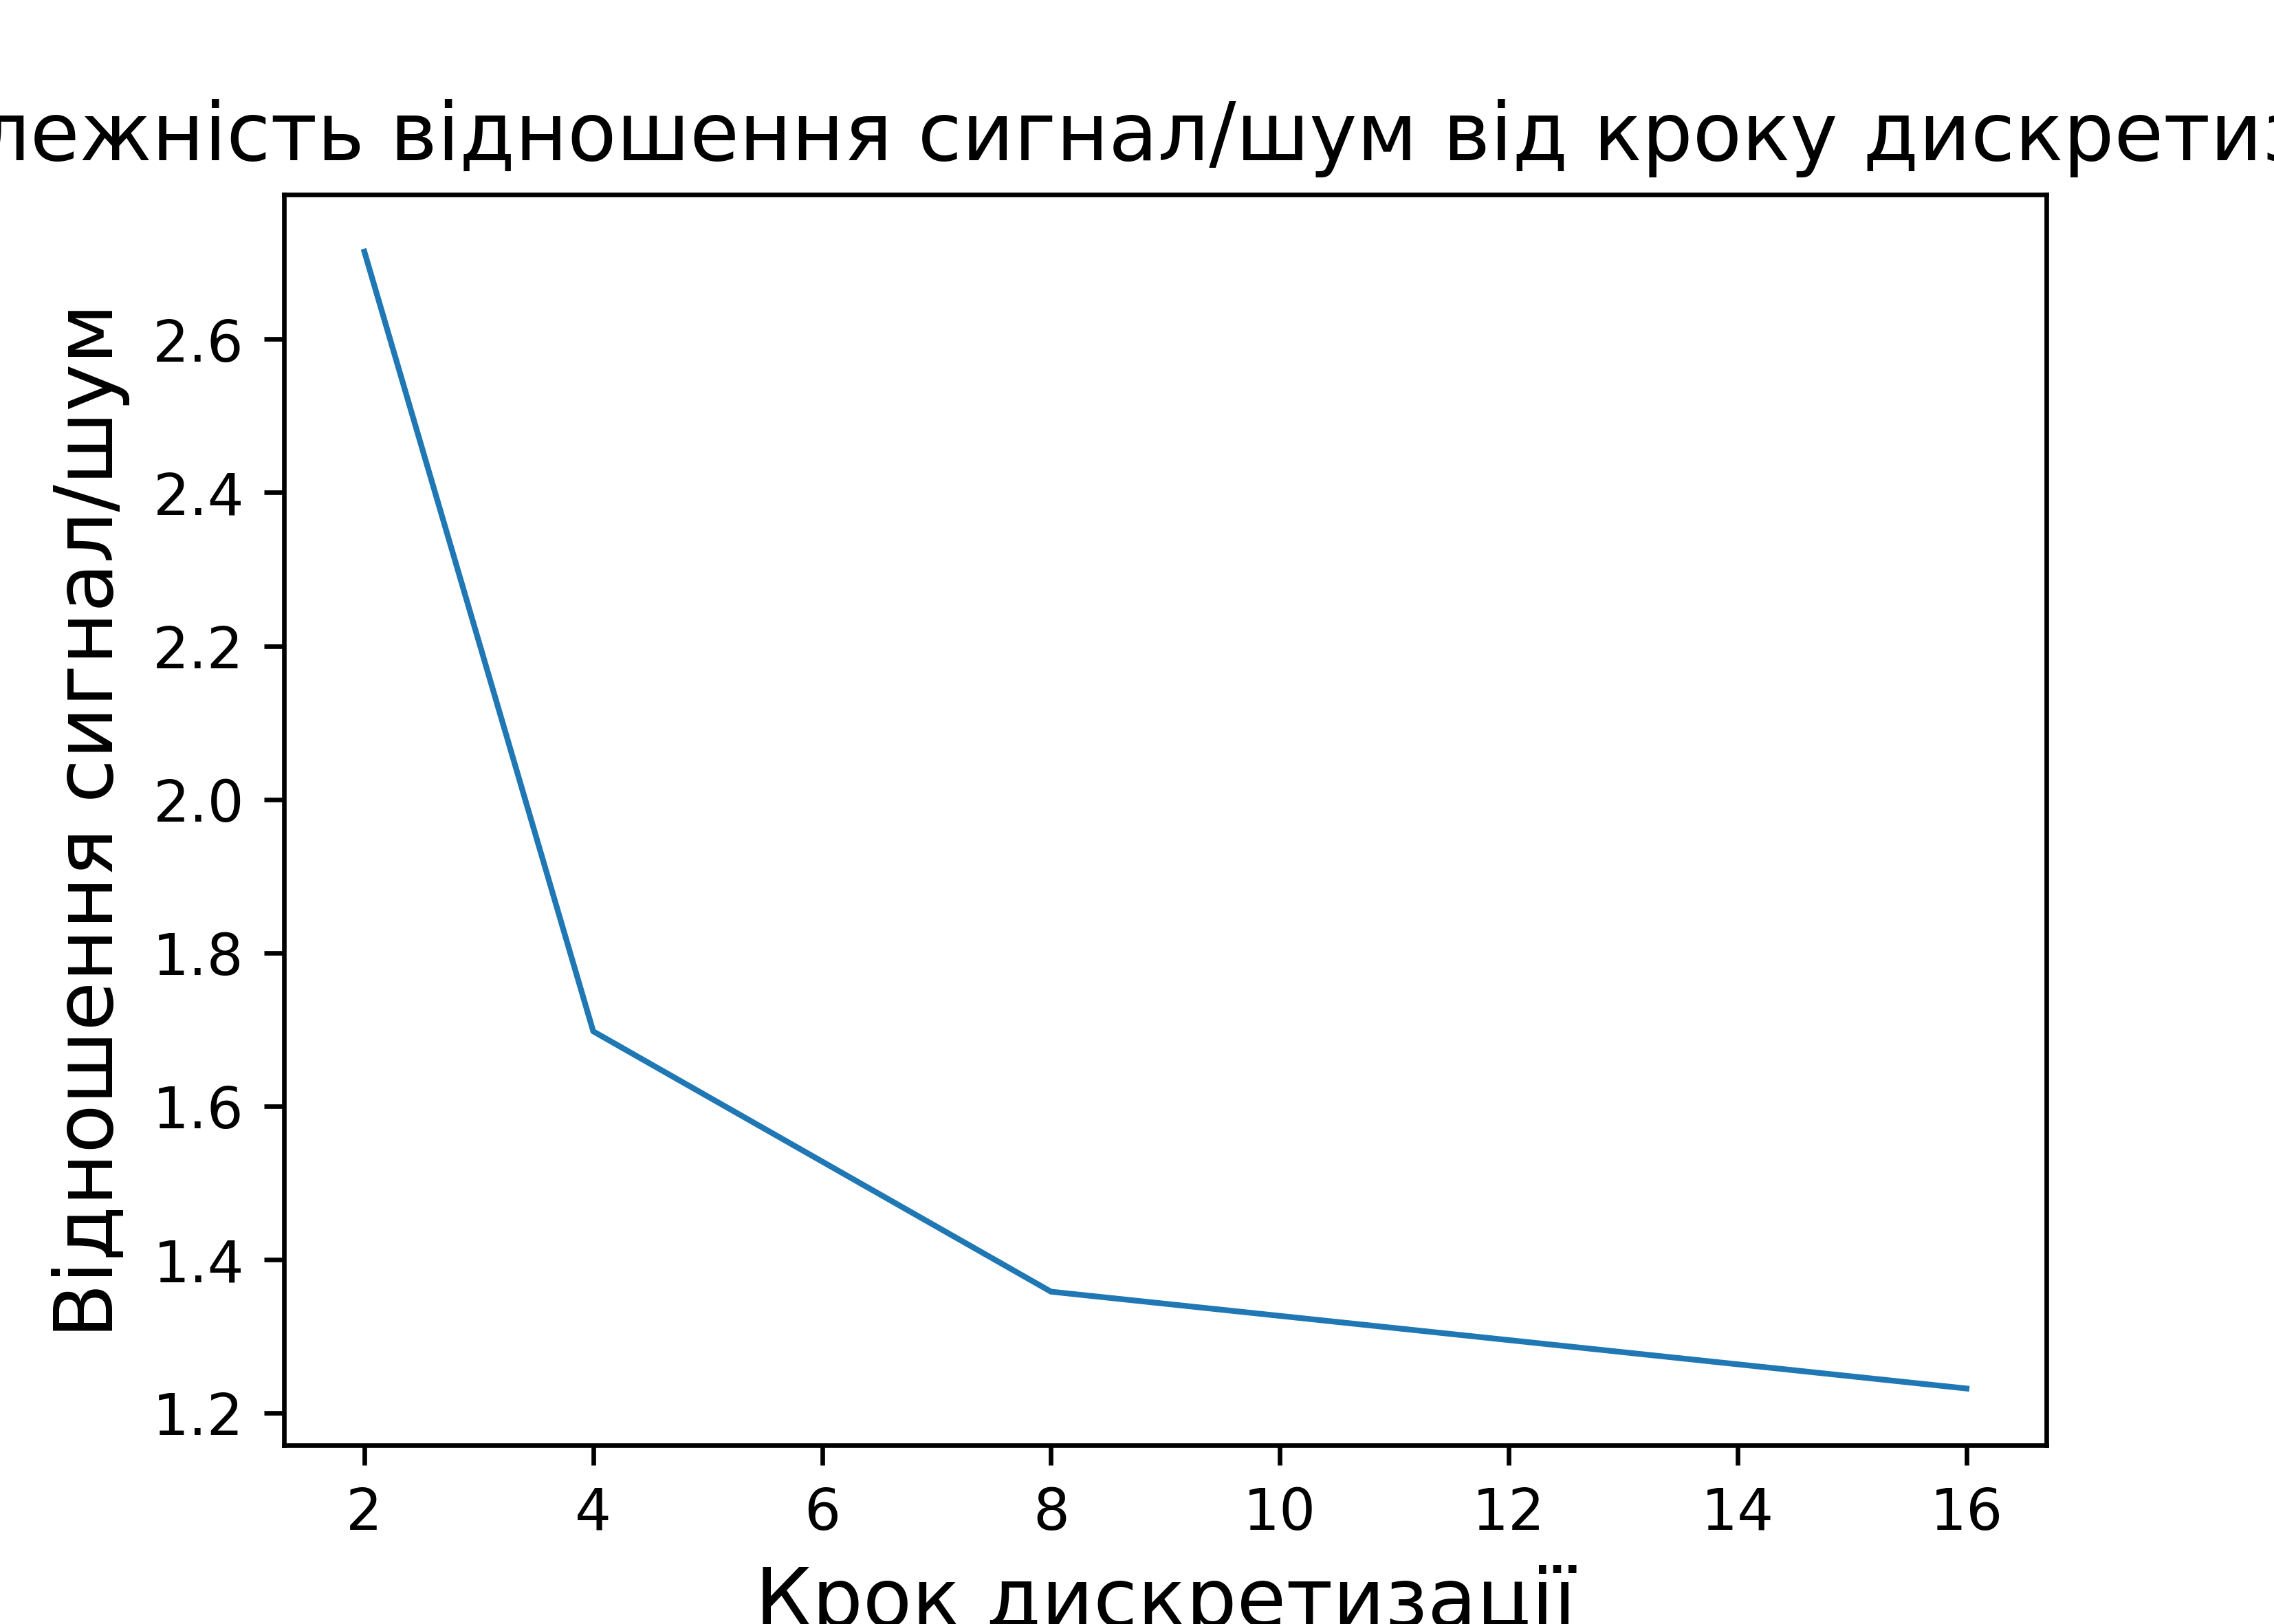 лежність відношення сигнал/шум від кроку дискретиз
Відношення сигнал/шум
2.6
2.4
2.2
2.0
1.8
1.6
1.4
1.2
2 4 6 8 10 12 14 16
Крок дискретизації